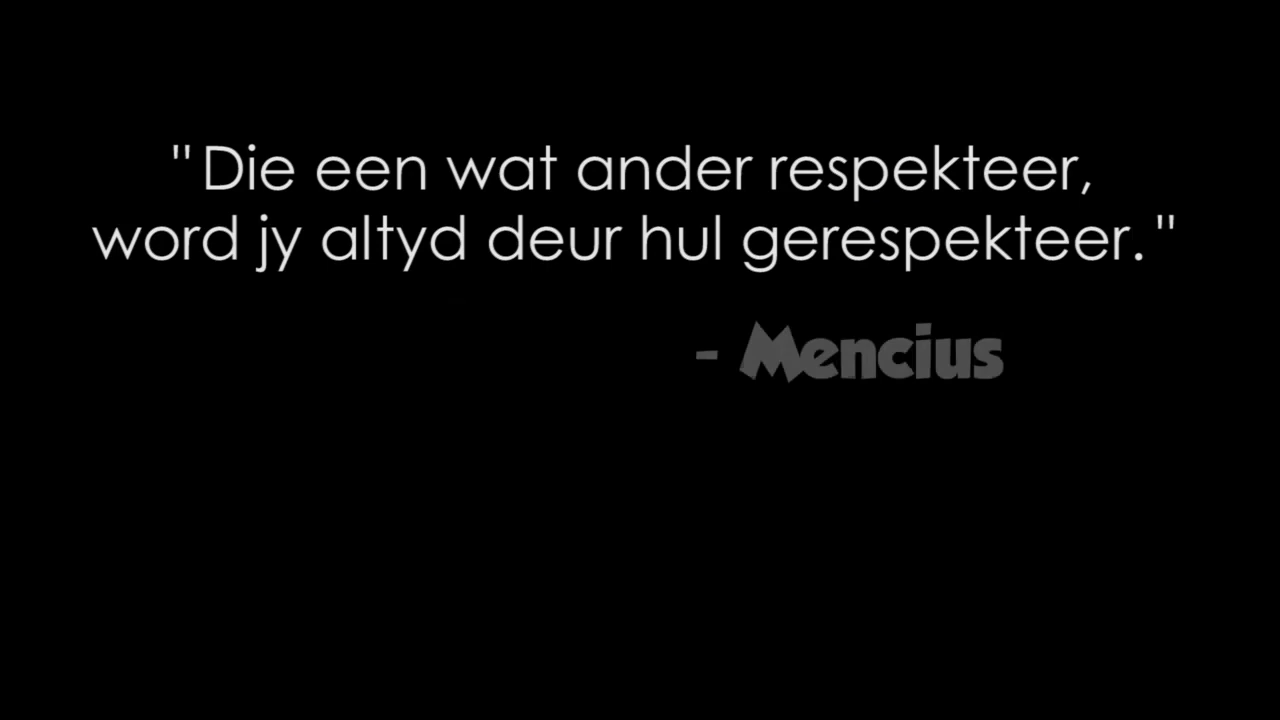 "Die een wat ander respekteer,
word jy altyd deur hul gerespekteer."
- Mencius